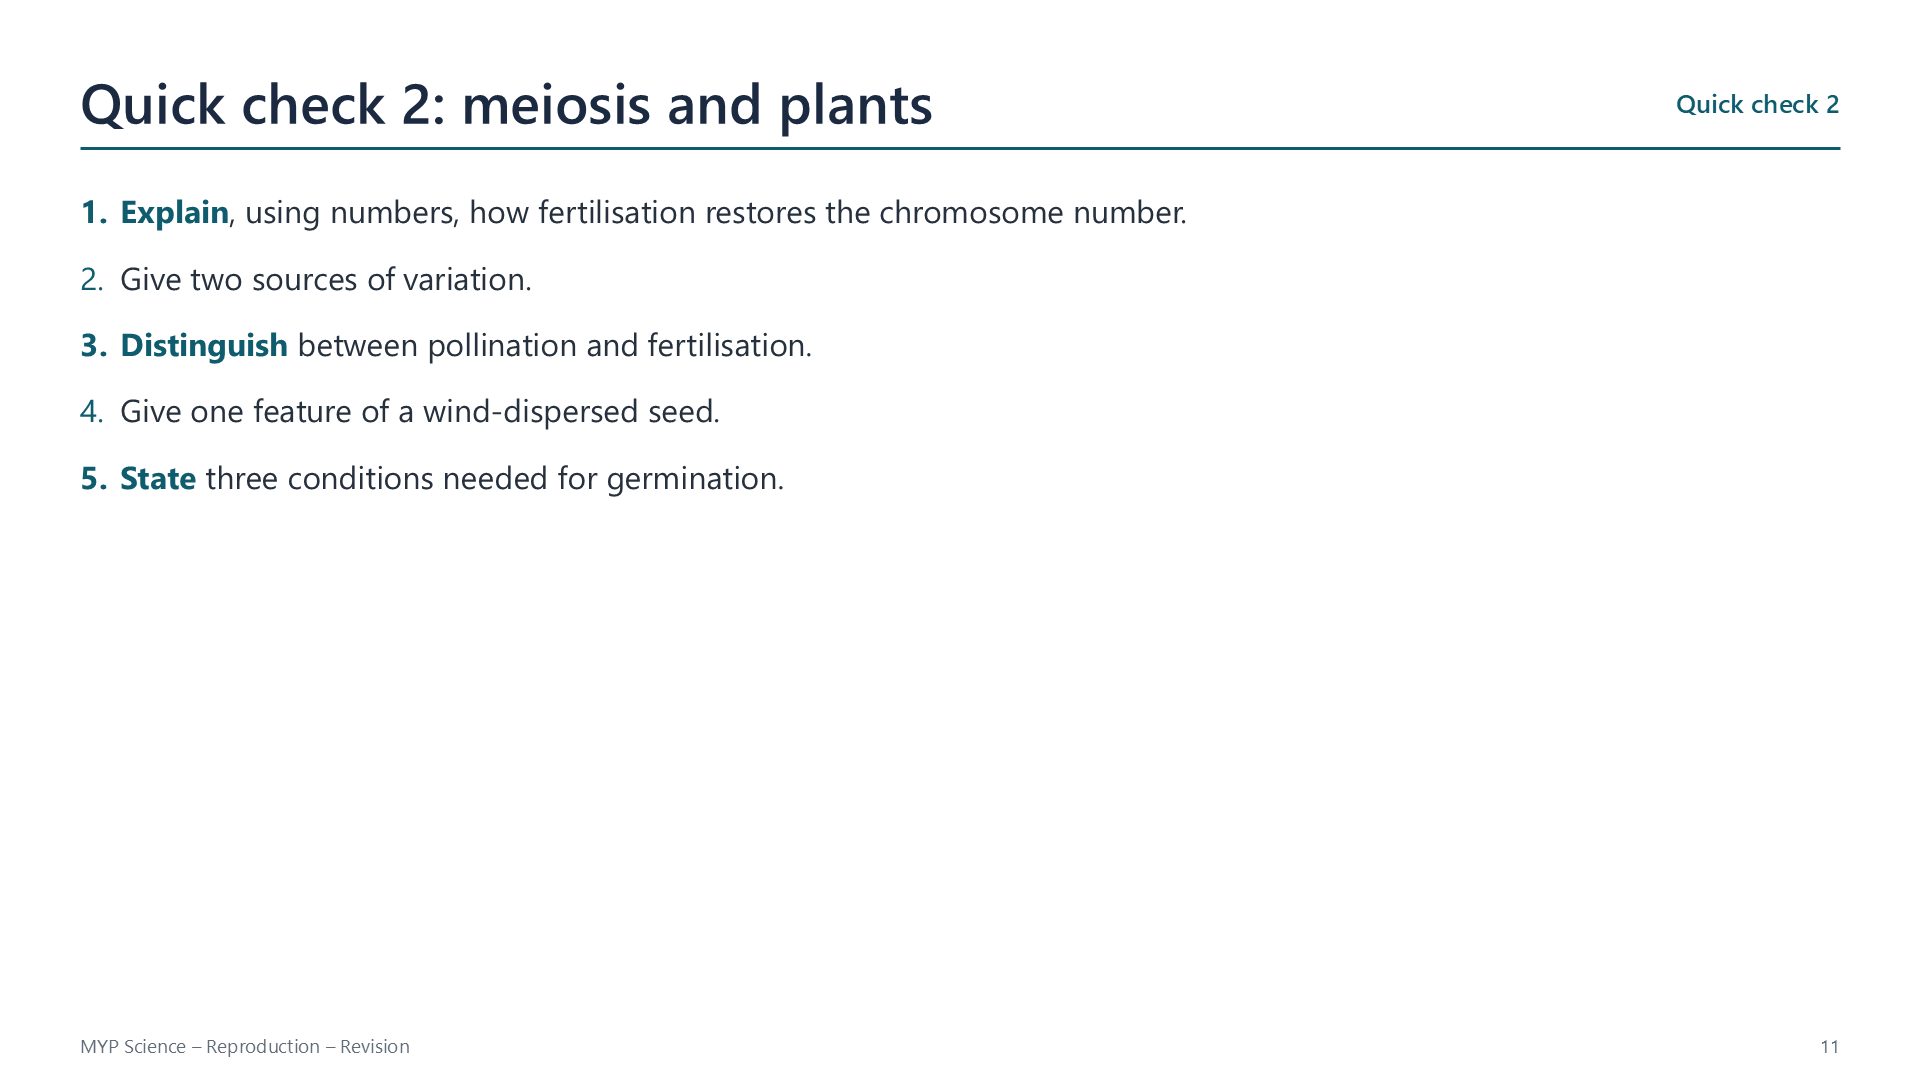 Quick check 2: meiosis and plants
Quick check 2
1. Explain, using numbers, how fertilisation restores the chromosome number.
2. Give two sources of variation.
3. Distinguish between pollination and fertilisation.
4. Give one feature of a wind-dispersed seed.
5. State three conditions needed for germination.
MYP Science – Reproduction – Revision
11